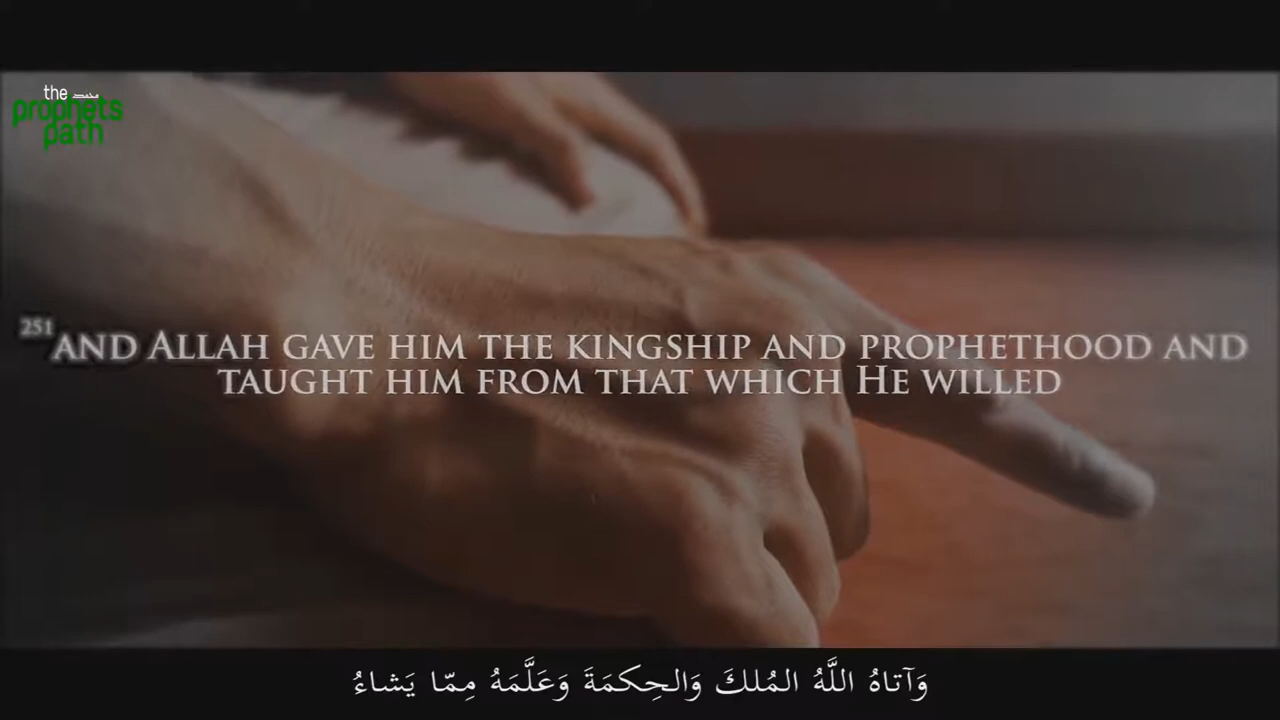 the محمد
prophets
path
251 AND ALLAH GAVE HIM THE KINGSHIP AND PROPHETHOOD AND
TAUGHT HIM FROM THAT WHICH HE WILLED
وَآتاهُ اللَّهُ المُلكَ وَالحِكمَةَ وَعَلَّمَهُ مِمّا يَشاءُ